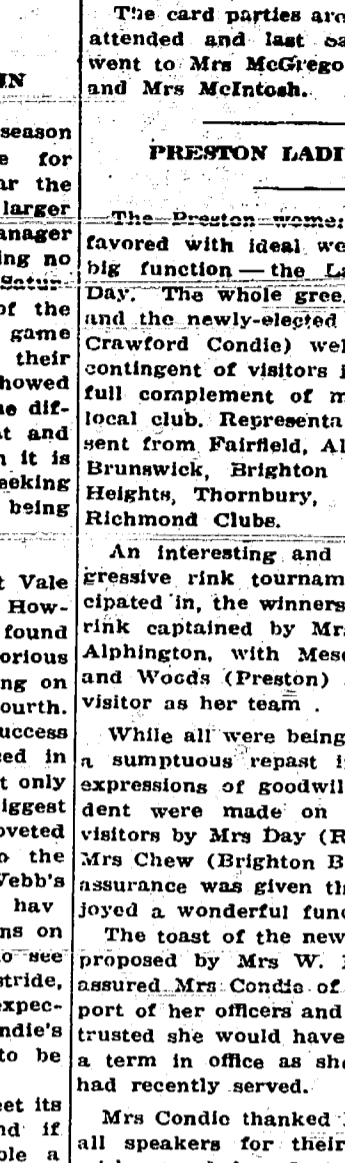 IN
season
e for
ar the
larger
anager
ing no
Satur-
of the
game
their
howed
ne dif-
at and
n it is
seeking
being
t Vale
How-
found
orious
ng on
ourth.
uccess
ed in
t only
iggest
oveted
o the
Webb's
hav
ns on
to see
stride,
expec-
ndie's
to be
eet its
nd if
ble a
The card parties are
attended and last
went to Mrs McGrego
and Mrs McIntosh.
PRESTON LADI
The Preston women
favored with ideal we
big function — the La
Day. The whole gree
and the newly-elected
Crawford Condie) wel
contingent of visitors i
full complement of m
local club. Representa
sent from Fairfield, Al
Brunswick, Brighton
Heights, Thornbury,
Richmond Clubs.
An interesting and
gressive rink tournam
cipated in, the winners
rink captained by Mrs
Alphington, with Mesd
and Woods (Preston)
visitor as her team .
While all were being
a sumptuous repast i
expressions of goodwil
dent were made on
visitors by Mrs Day (R
Mrs Chew (Brighton B
assurance was given th
joyed a wonderful func
The toast of the new
proposed by Mrs W.
assured Mrs Condie of
port of her officers and
trusted she would have
a term in office as she
had recently served.
Mrs Condie thanked
all speakers for their